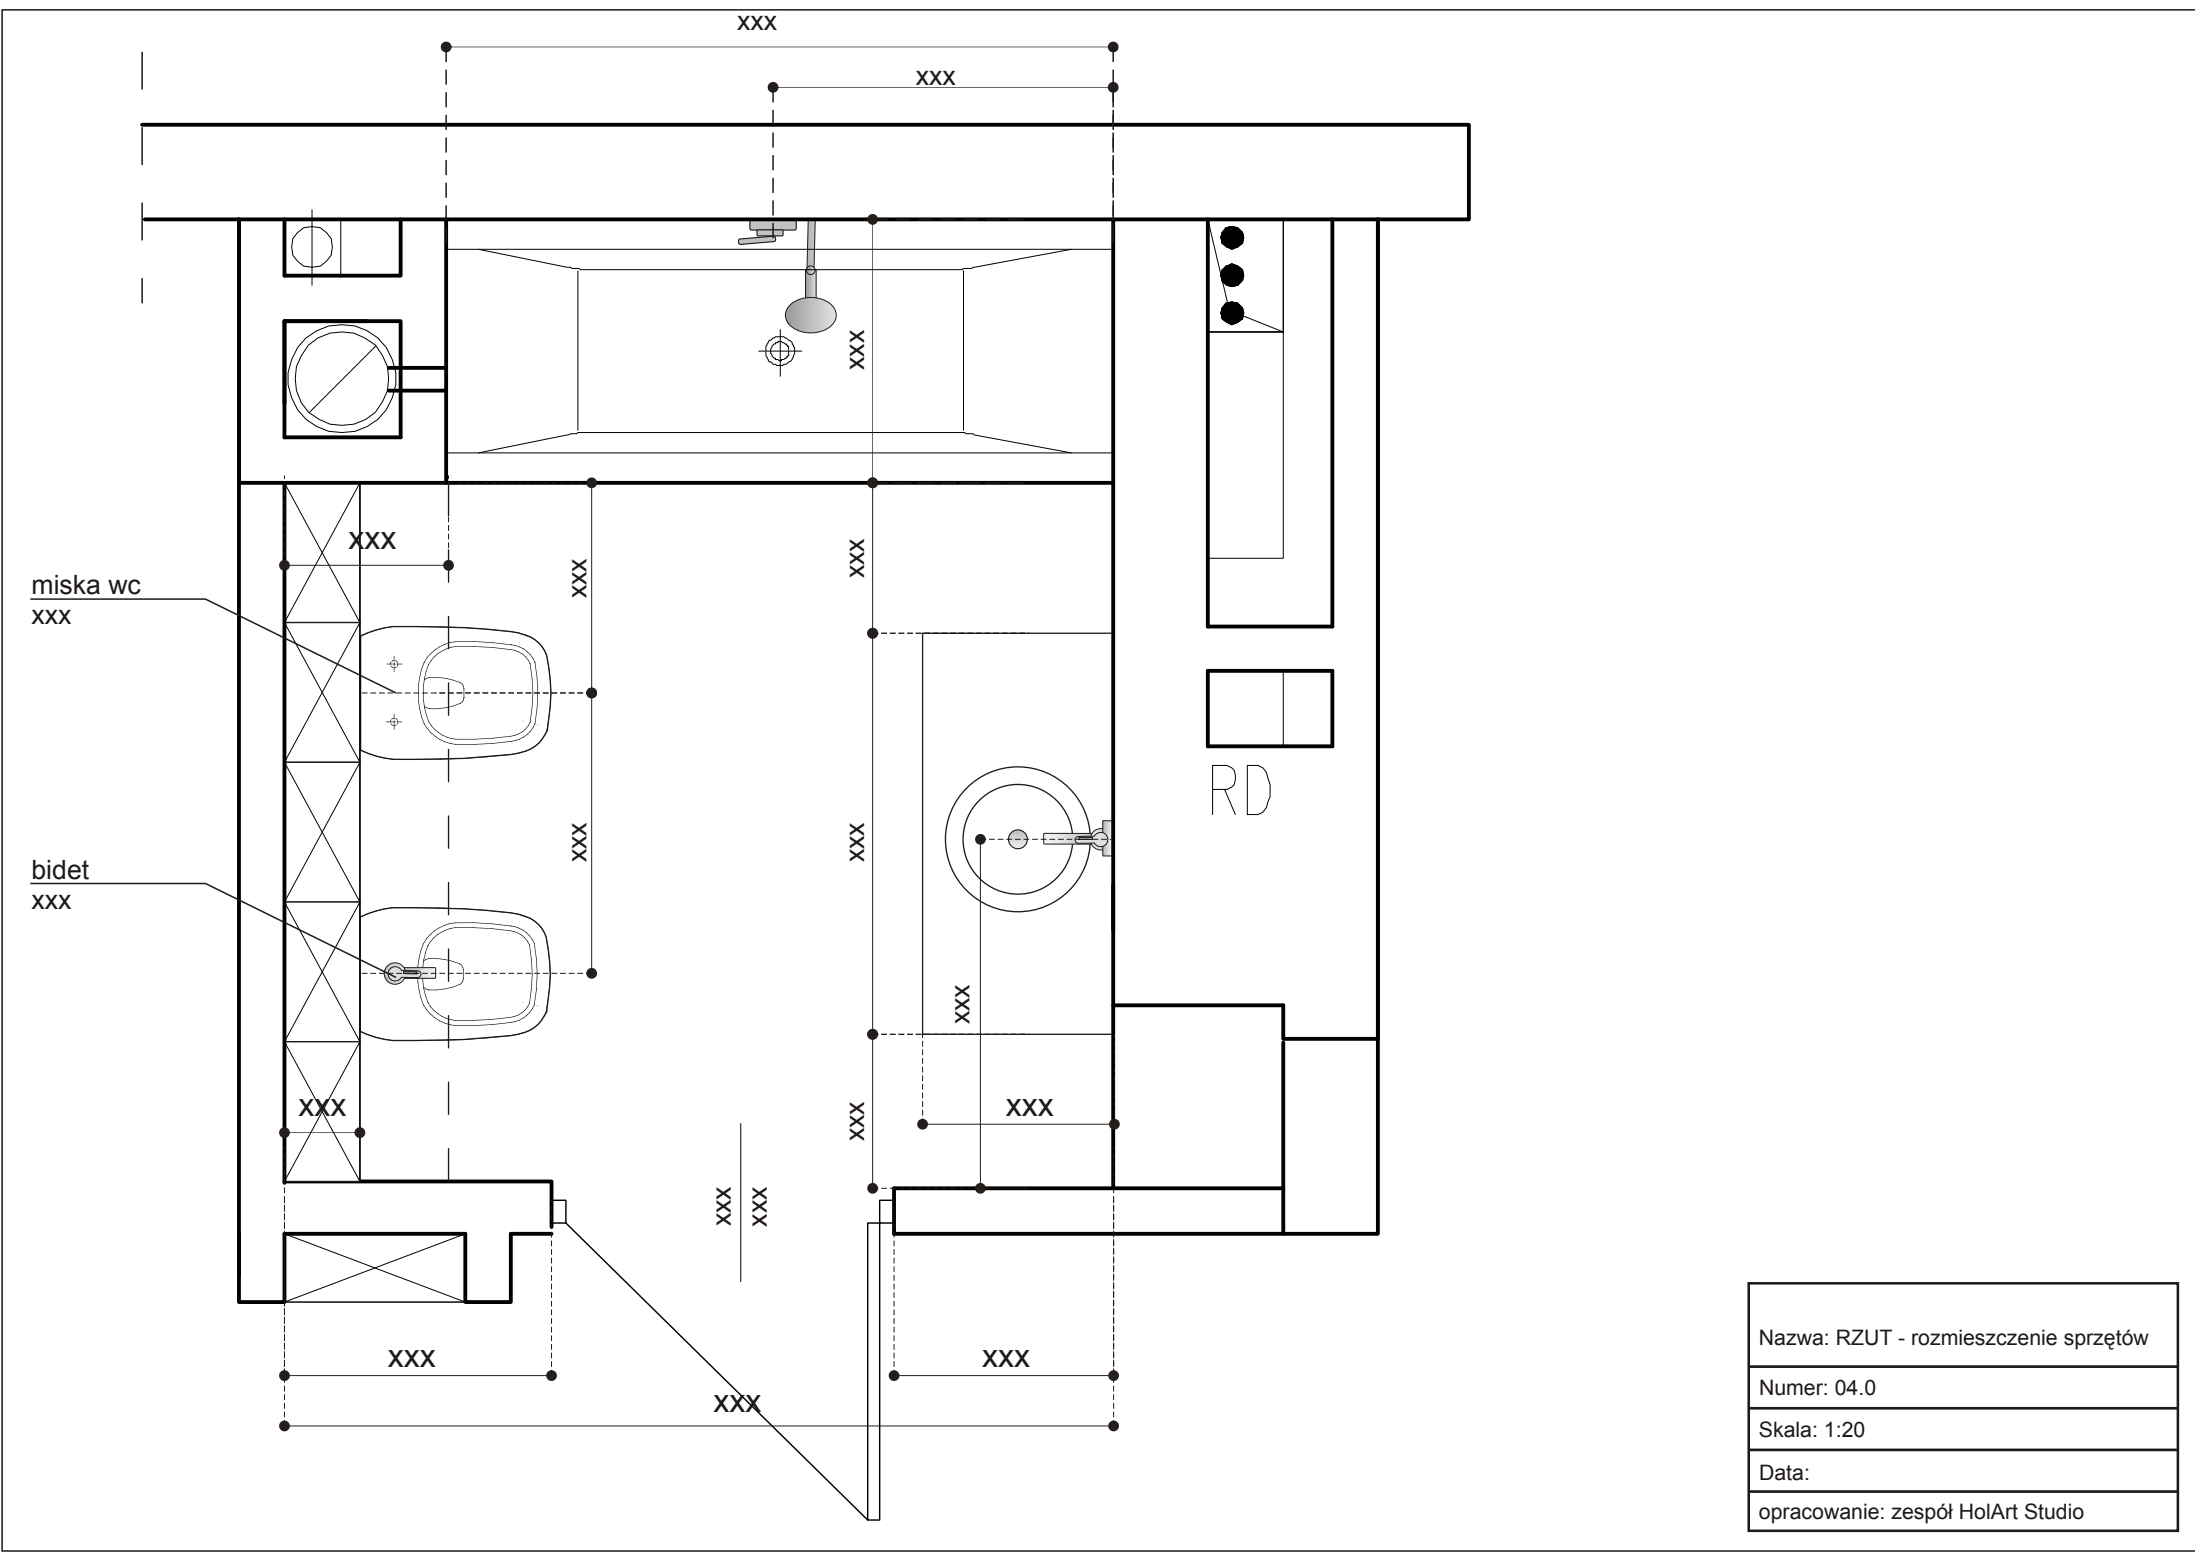 xxx
xxx
xxx
xxx
xxx
xxx
miska wc
xxx
xxx
xxx
RD
bidet
xxx
xxx
xxx
xxx
xxx
xxx
xxx
xxx
xxx
xxx
Nazwa: RZUT - rozmieszczenie sprzętów
Numer: 04.0
Skala: 1:20
Data:
opracowanie: zespół HolArt Studio